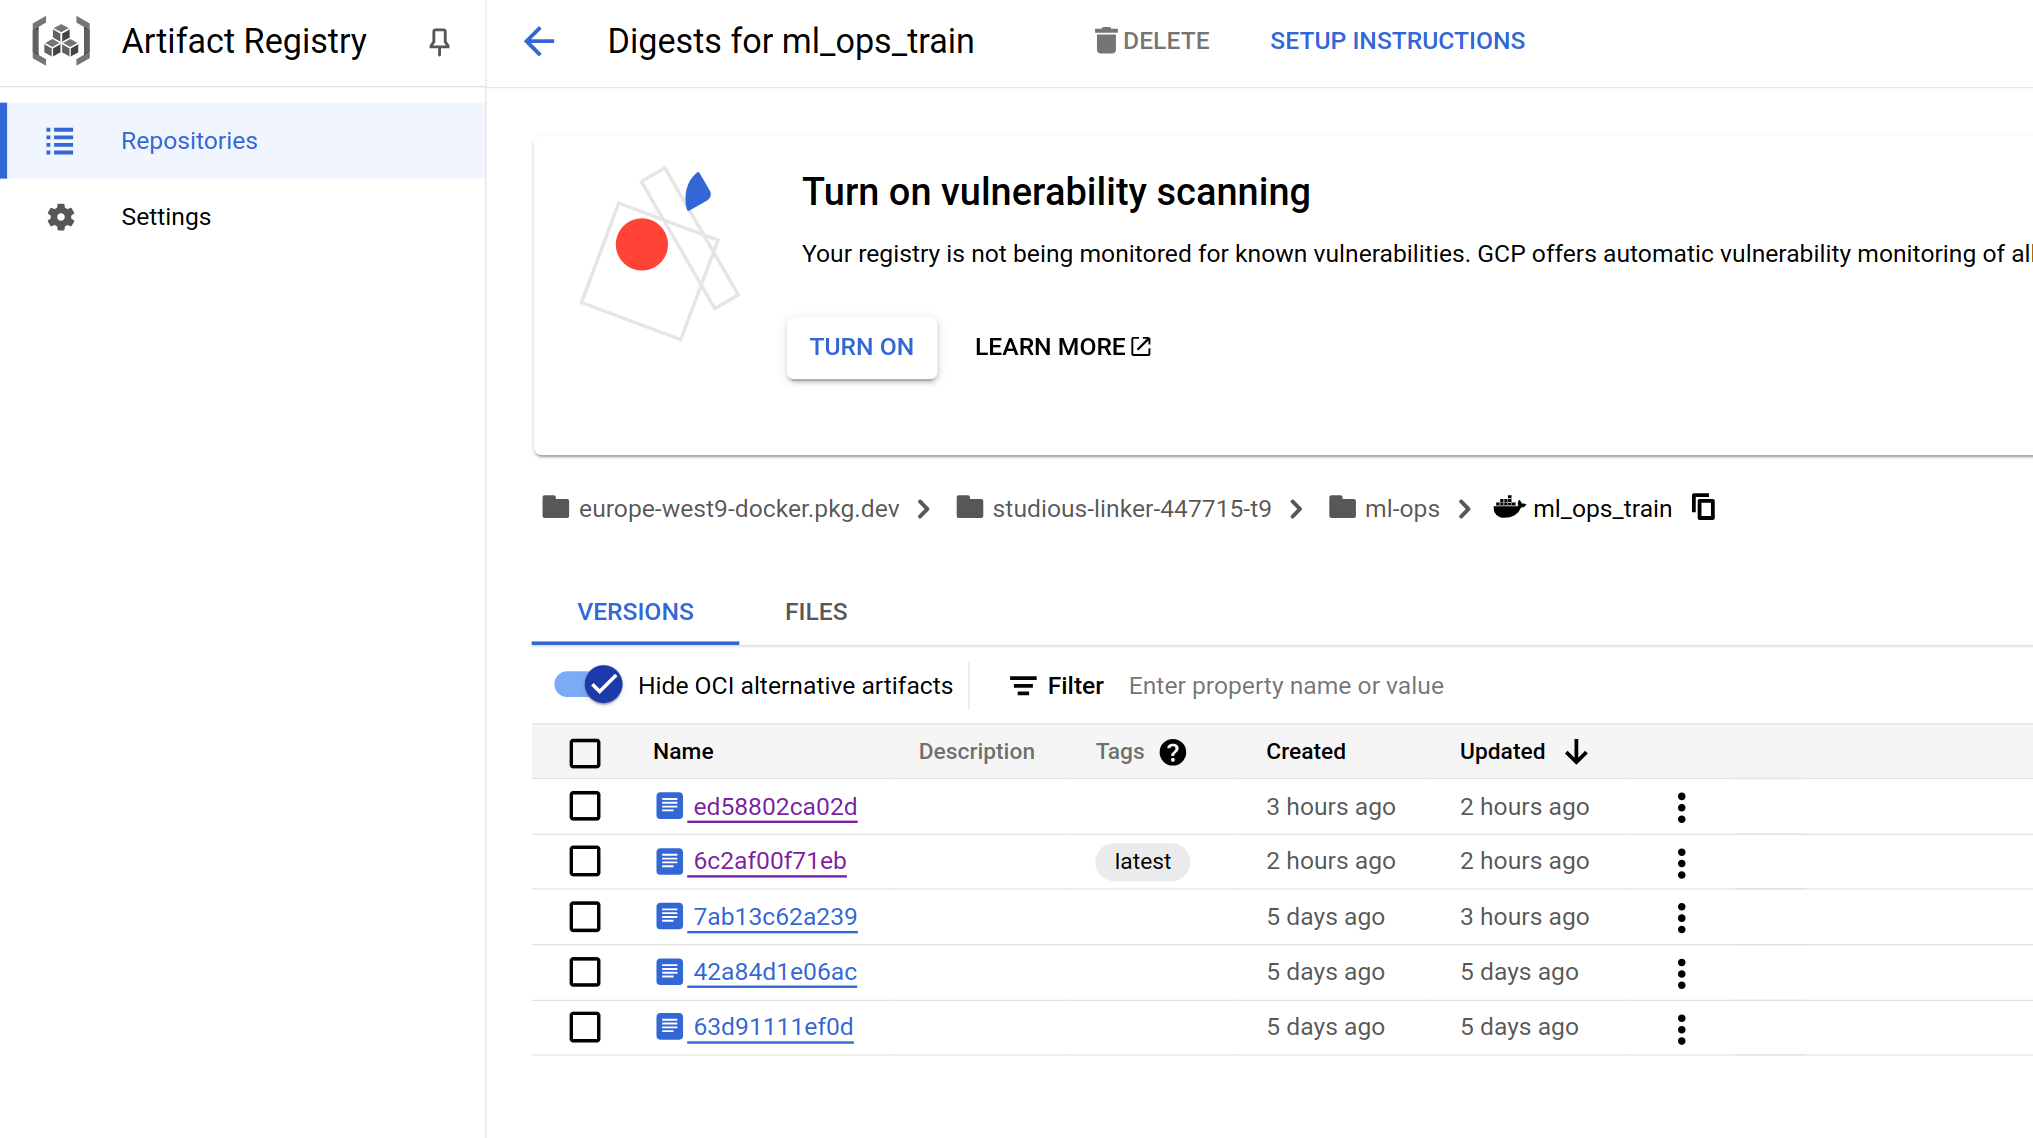 Artifact Registry
Digests for ml_ops_train
DELETE
SETUP INSTRUCTIONS
Repositories
Settings
Turn on vulnerability scanning
Your registry is not being monitored for known vulnerabilities. GCP offers automatic vulnerability monitoring of all
TURN ON
LEARN MORE
europe-west9-docker.pkg.dev
studious-linker-447715-t9
ml-ops
ml_ops_train
VERSIONS
FILES
Hide OCI alternative artifacts
Filter
Enter property name or value
Name Description Tags ? Created Updated
ed58802ca02d 3 hours ago 2 hours ago
6c2af00f71eb latest 2 hours ago 2 hours ago
7ab13c62a239 5 days ago 3 hours ago
42a84d1e06ac 5 days ago 5 days ago
63d91111ef0d 5 days ago 5 days ago